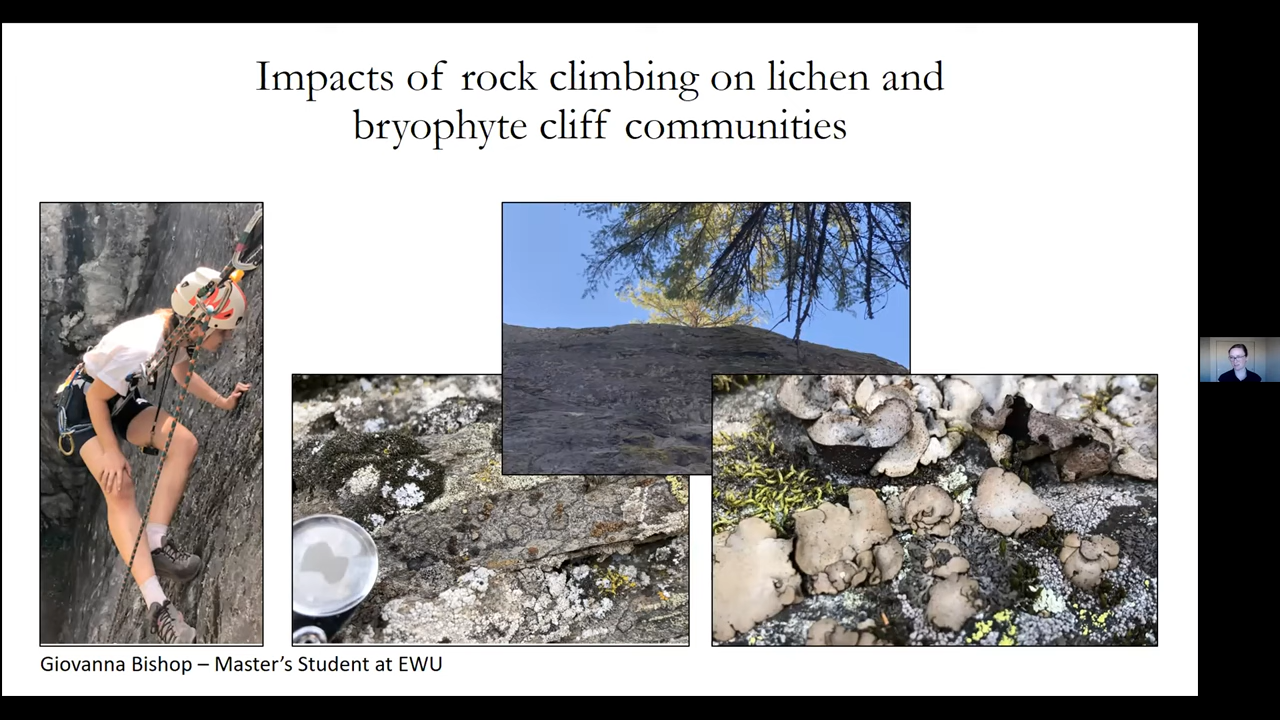 Impacts of rock climbing on lichen and
bryophyte cliff communities
Giovanna Bishop – Master’s Student at EWU